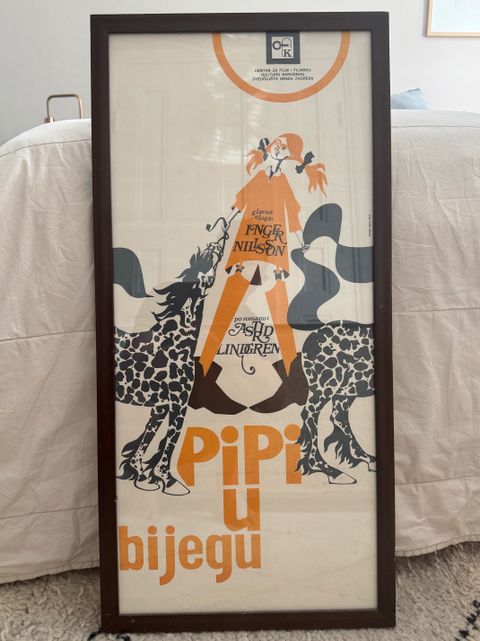 CFK
CENTAR ZA FILM I FILMSKU
KULTURU NARODNOG
SVEUČILIŠTA GRADA ZAGREBA
glavna
uloga:
INGER
NILSSON
po romanu
ASTRID
LINDGREN
PiPi
u
bijegu